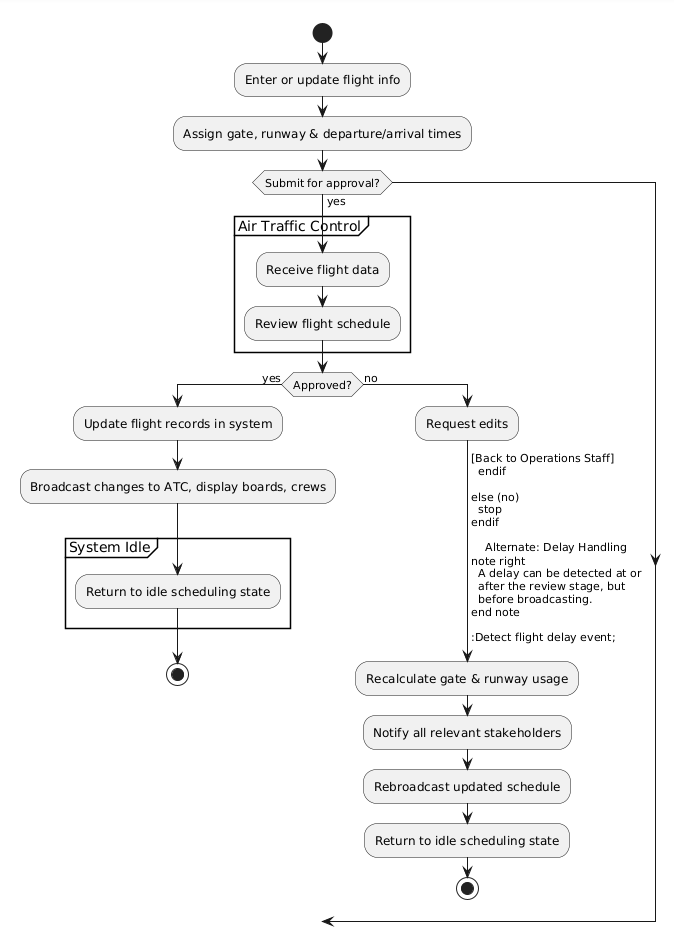 Enter or update flight info
Assign gate, runway & departure/arrival times
Submit for approval?
yes
Air Traffic Control
Receive flight data
Review flight schedule
yes
Approved?
no
Update flight records in system
Broadcast changes to ATC, display boards, crews
System Idle
Return to idle scheduling state
Request edits
[Back to Operations Staff]
endif
else (no)
stop
endif
Alternate: Delay Handling
note right
A delay can be detected at or
after the review stage, but
before broadcasting.
end note
:Detect flight delay event;
Recalculate gate & runway usage
Notify all relevant stakeholders
Rebroadcast updated schedule
Return to idle scheduling state